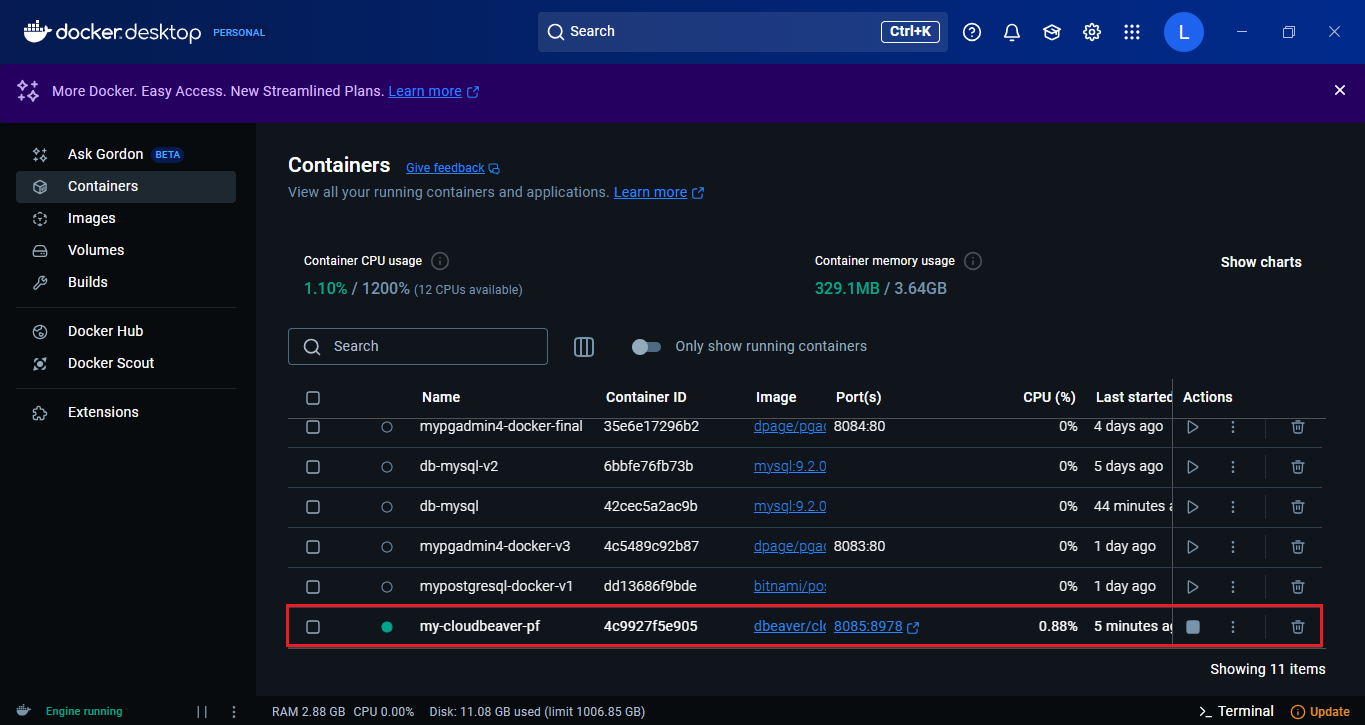 docker desktop PERSONAL Search Ctrl+K L
More Docker. Easy Access. New Streamlined Plans. Learn more
Ask Gordon BETA
Containers
Images
Volumes
Builds
Docker Hub
Docker Scout
Extensions
Containers Give feedback
View all your running containers and applications. Learn more
Container CPU usage
1.10% / 1200% (12 CPUs available)
Container memory usage
329.1MB / 3.64GB
Show charts
Search
Only show running containers
Name Container ID Image Port(s) CPU (%) Last started Actions
mypgadmin4-docker-final 35e6e17296b2 dpage/pgac 8084:80 0% 4 days ago
db-mysql-v2 6bbfe76fb73b mysql:9.2.0 0% 5 days ago
db-mysql 42cec5a2ac9b mysql:9.2.0 0% 44 minutes a
mypgadmin4-docker-v3 4c5489c92b87 dpage/pgac 8083:80 0% 1 day ago
mypostgresql-docker-v1 dd13686f9bde bitnami/pos 0% 1 day ago
my-cloudbeaver-pf 4c9927f5e905 dbeaver/clo 8085:8978 0.88% 5 minutes ag
Showing 11 items
Engine running RAM 2.88 GB CPU 0.00% Disk: 11.08 GB used (limit 1006.85 GB) >_ Terminal Update